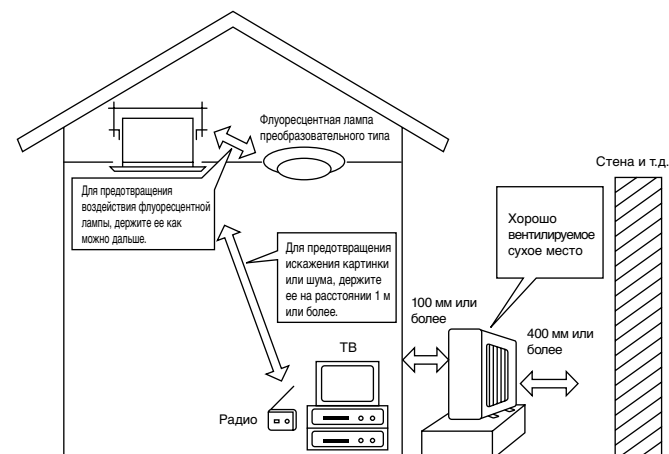 Флуоресцентная лампа
преобразовательного типа
Стена и т.д.
Для предотвращения
воздействия флуоресцентной
лампы, держите ее как
можно дальше.
Хорошо
вентилируемое
сухое место
Для предотвращения
искажения картинки
или шума, держите
ее на расстоянии 1 м
или более.
100 мм или
более
400 мм или
более
ТВ
Радио